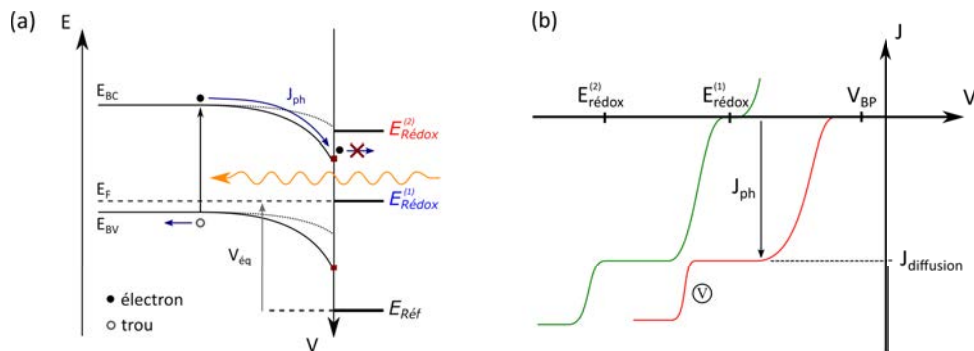 (a)
E
E_BC
J_ph
E_Rédox^(2)
E_F
E_Rédox^(1)
E_BV
V_éq
électron
trou
E_Réf
V
(b)
J
E_rédox^(2)
E_rédox^(1)
V_BP
V
J_ph
J_diffusion
V